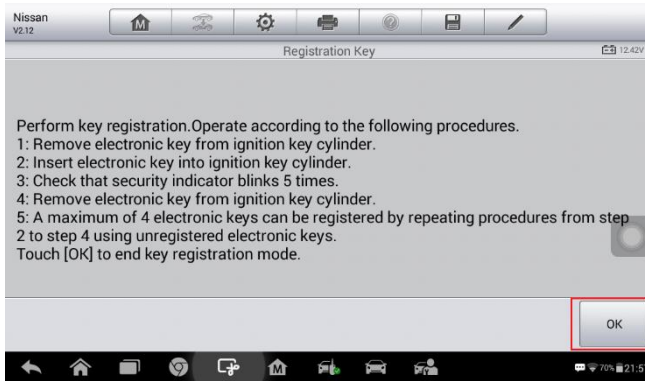 Nissan
V2.12
Registration Key
12.42V
Perform key registration.Operate according to the following procedures.
1: Remove electronic key from ignition key cylinder.
2: Insert electronic key into ignition key cylinder.
3: Check that security indicator blinks 5 times.
4: Remove electronic key from ignition key cylinder.
5: A maximum of 4 electronic keys can be registered by repeating procedures from step
2 to step 4 using unregistered electronic keys.
Touch [OK] to end key registration mode.
OK
70% 21:5